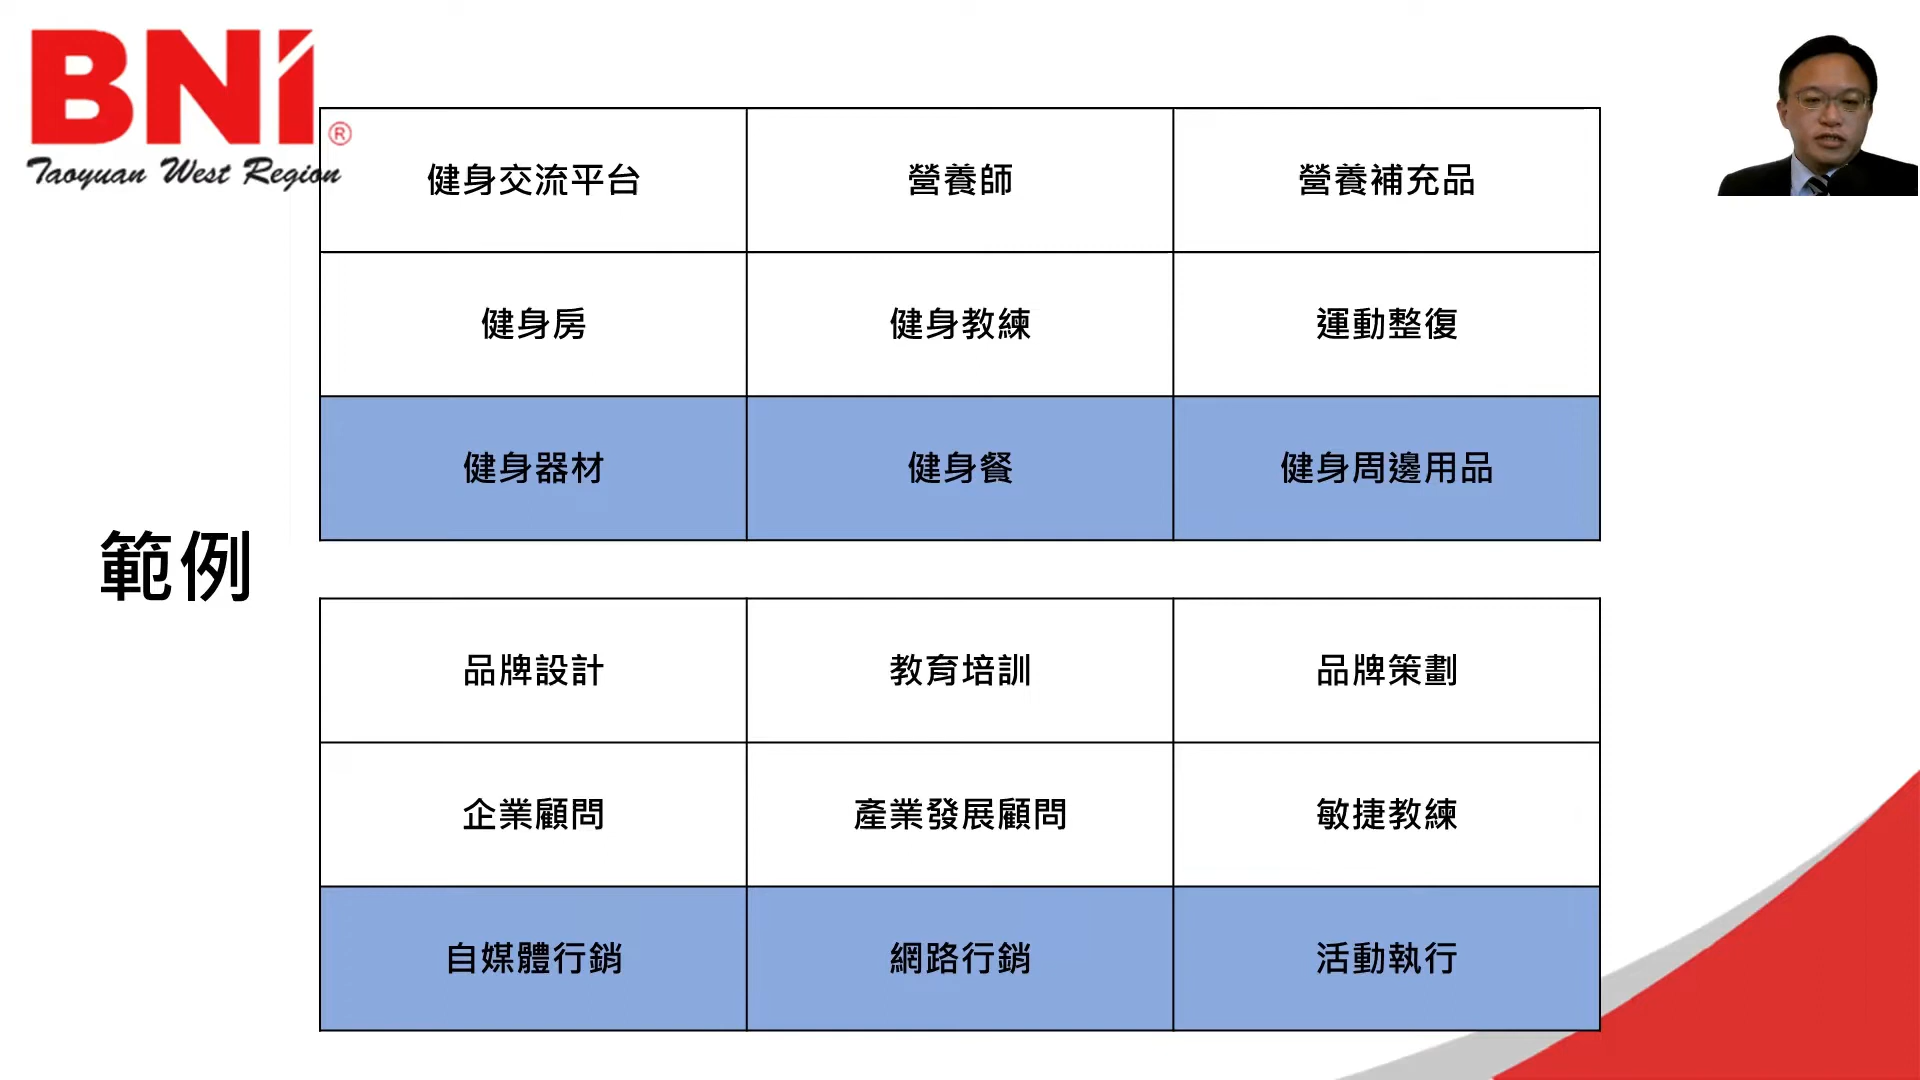 BNI®
Taoyuan West Region
健身交流平台 營養師 營養補充品
健身房 健身教練 運動整復
健身器材 健身餐 健身周邊用品
範例
品牌設計 教育培訓 品牌策劃
企業顧問 產業發展顧問 敏捷教練
自媒體行銷 網路行銷 活動執行